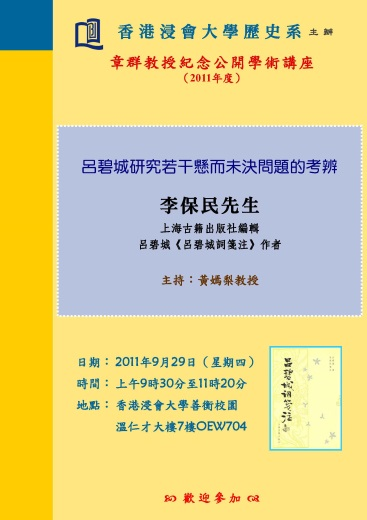 香港浸會大學歷史系 主辦
章群教授紀念公開學術講座
（2011年度）
呂碧城研究若干懸而未決問題的考辨
李保民先生
上海古籍出版社編輯
呂碧城《呂碧城詞箋注》作者
主持：黃嫣梨教授
日期：2011年9月29日（星期四）
時間：上午9時30分至11時20分
地點：香港浸會大學善衡校園
溫仁才大樓7樓OEW704
呂碧城詞箋注
歡迎參加